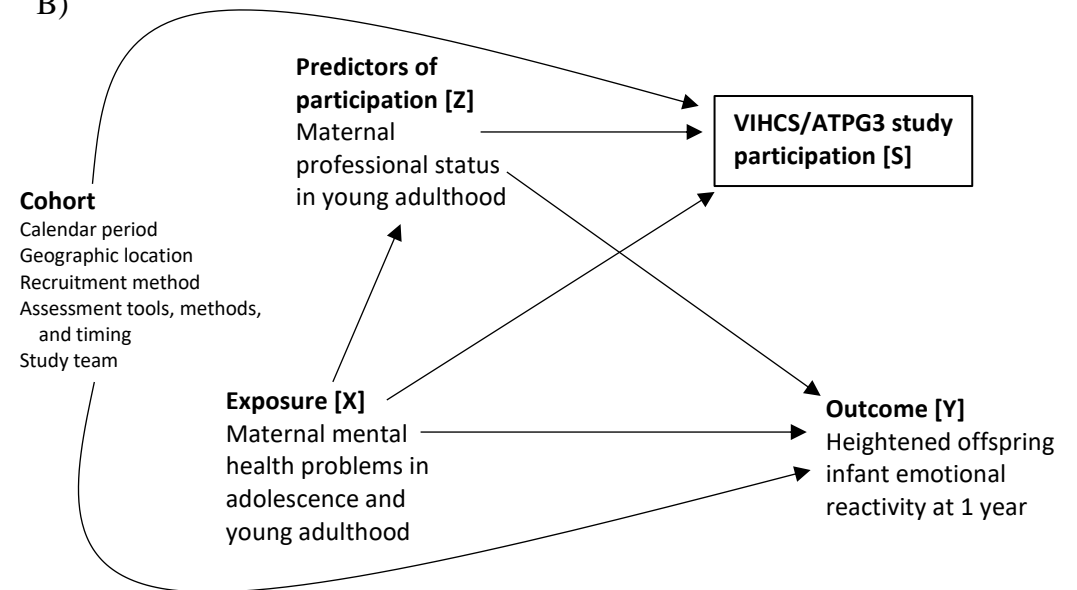 B)
Predictors of
participation [Z]
Maternal
professional status
in young adulthood
VIHCS/ATPG3 study
participation [S]
Cohort
Calendar period
Geographic location
Recruitment method
Assessment tools, methods,
and timing
Study team
Exposure [X]
Maternal mental
health problems in
adolescence and
young adulthood
Outcome [Y]
Heightened offspring
infant emotional
reactivity at 1 year